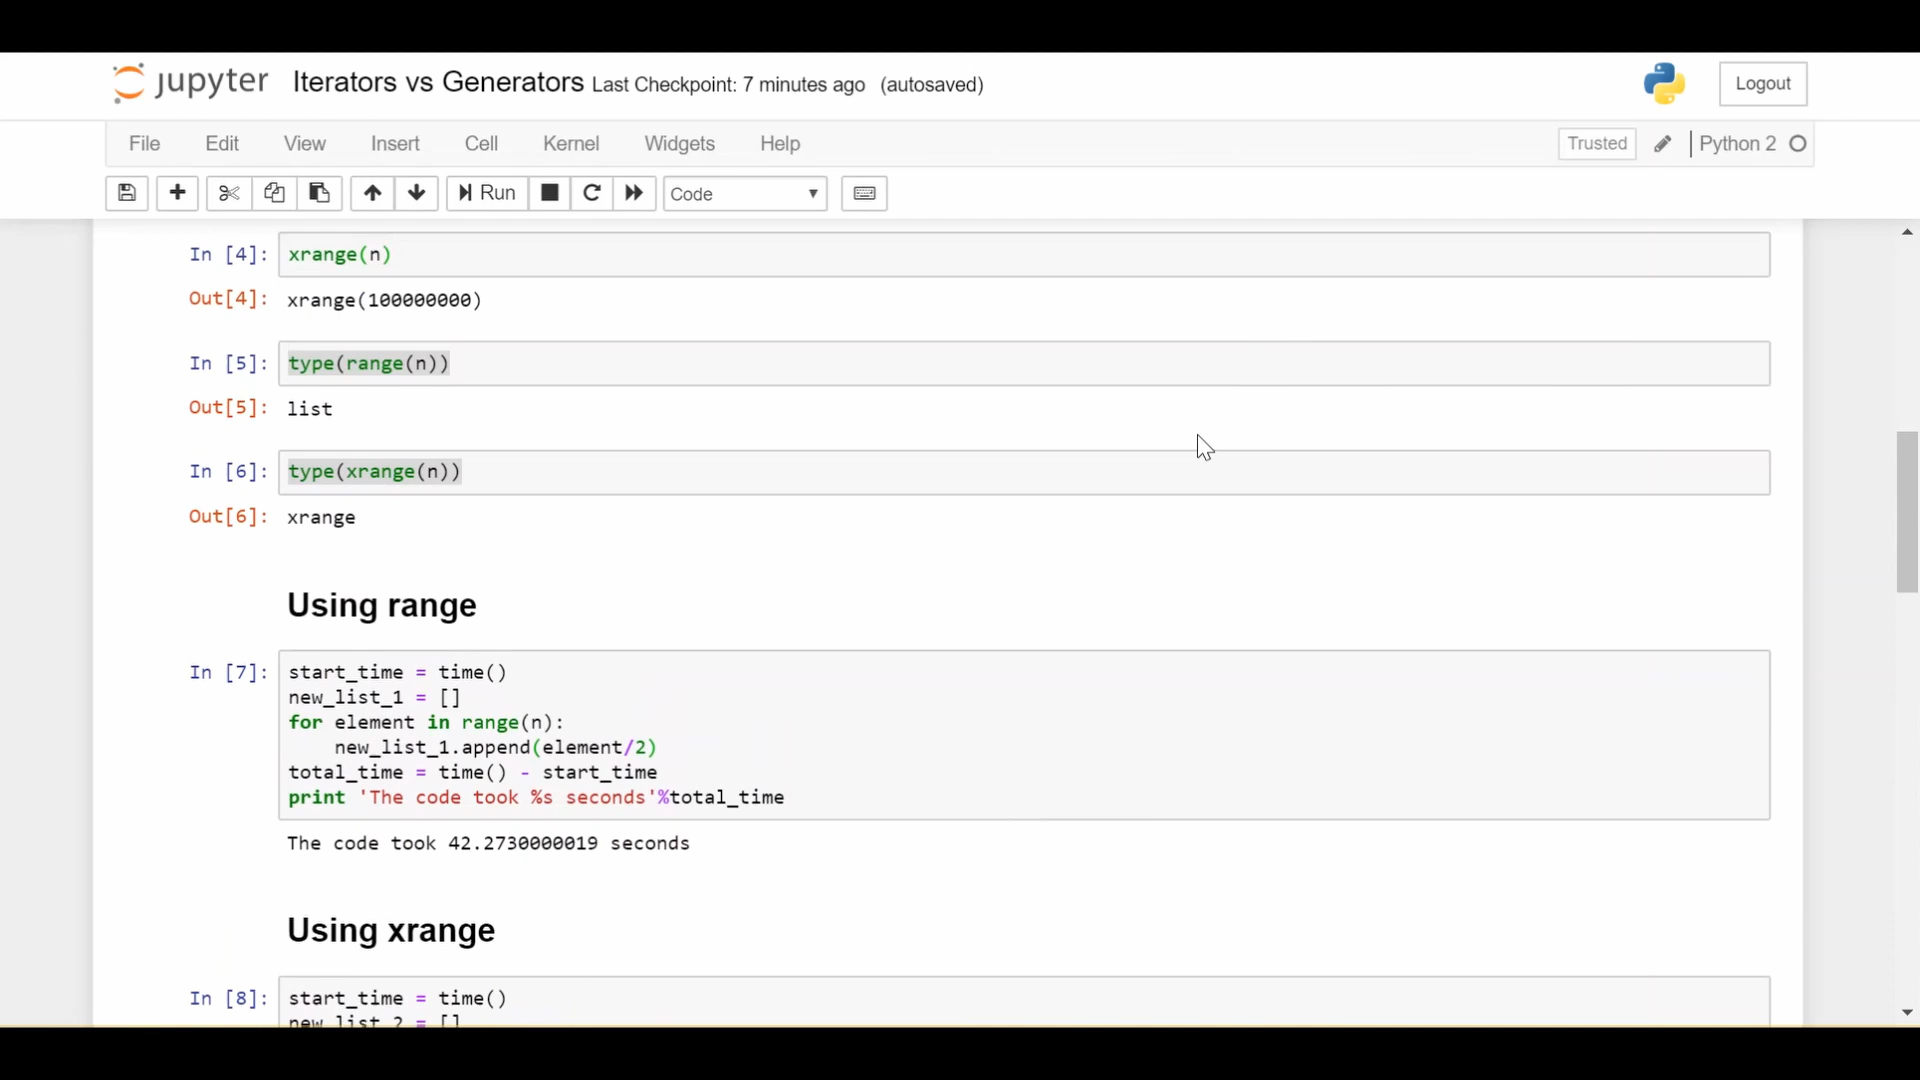 jupyter Iterators vs Generators Last Checkpoint: 7 minutes ago (autosaved) Logout
File Edit View Insert Cell Kernel Widgets Help Trusted Python 2
Run Code
In [4]: xrange(n)
Out[4]: xrange(100000000)
In [5]: type(range(n))
Out[5]: list
In [6]: type(xrange(n))
Out[6]: xrange
Using range
In [7]: start_time = time()
new_list_1 = []
for element in range(n):
    new_list_1.append(element/2)
total_time = time() - start_time
print 'The code took %s seconds'%total_time
The code took 42.2730000019 seconds
Using xrange
In [8]: start_time = time()
new_list_2 = []